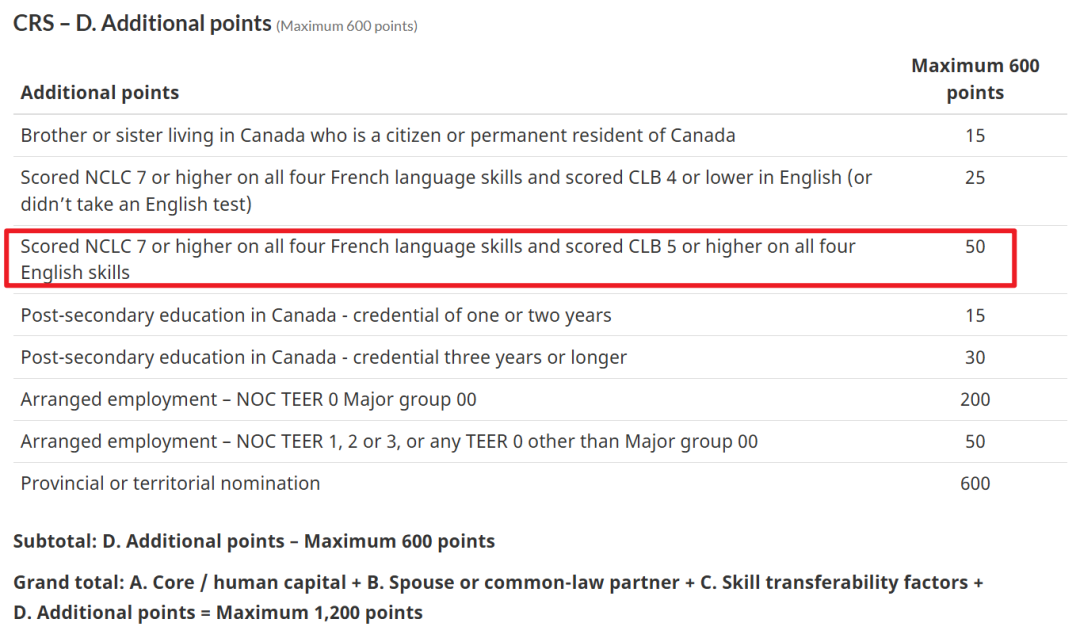 CRS – D. Additional points (Maximum 600 points)
Maximum 600
Additional points points
Brother or sister living in Canada who is a citizen or permanent resident of Canada 15
Scored NCLC 7 or higher on all four French language skills and scored CLB 4 or lower in English (or 25
didn’t take an English test)
Scored NCLC 7 or higher on all four French language skills and scored CLB 5 or higher on all four 50
English skills
Post-secondary education in Canada - credential of one or two years 15
Post-secondary education in Canada - credential three years or longer 30
Arranged employment – NOC TEER 0 Major group 00 200
Arranged employment – NOC TEER 1, 2 or 3, or any TEER 0 other than Major group 00 50
Provincial or territorial nomination 600
Subtotal: D. Additional points – Maximum 600 points
Grand total: A. Core / human capital + B. Spouse or common-law partner + C. Skill transferability factors +
D. Additional points = Maximum 1,200 points